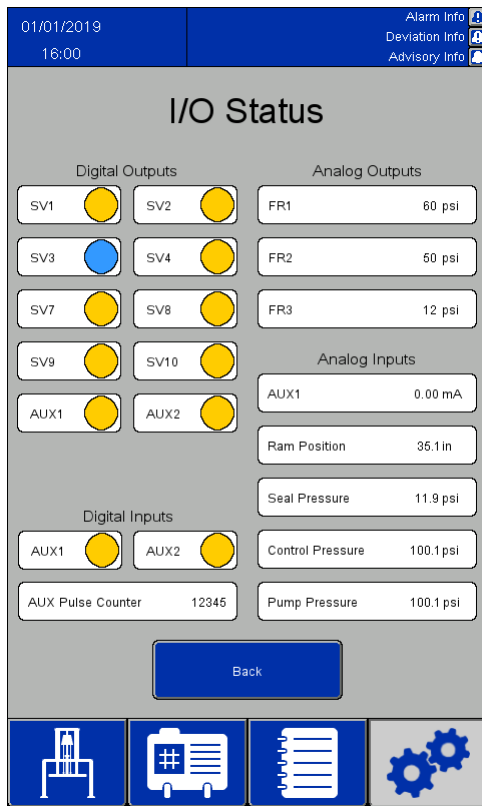 01/01/2019
16:00
Alarm Info
Deviation Info
Advisory Info
I/O Status
Digital Outputs
SV1
SV2
SV3
SV4
SV7
SV8
SV9
SV10
AUX1
AUX2
Digital Inputs
AUX1
AUX2
AUX Pulse Counter 12345
Analog Outputs
FR1 60 psi
FR2 50 psi
FR3 12 psi
Analog Inputs
AUX1 0.00 mA
Ram Position 35.1 in
Seal Pressure 11.9 psi
Control Pressure 100.1 psi
Pump Pressure 100.1 psi
Back
#